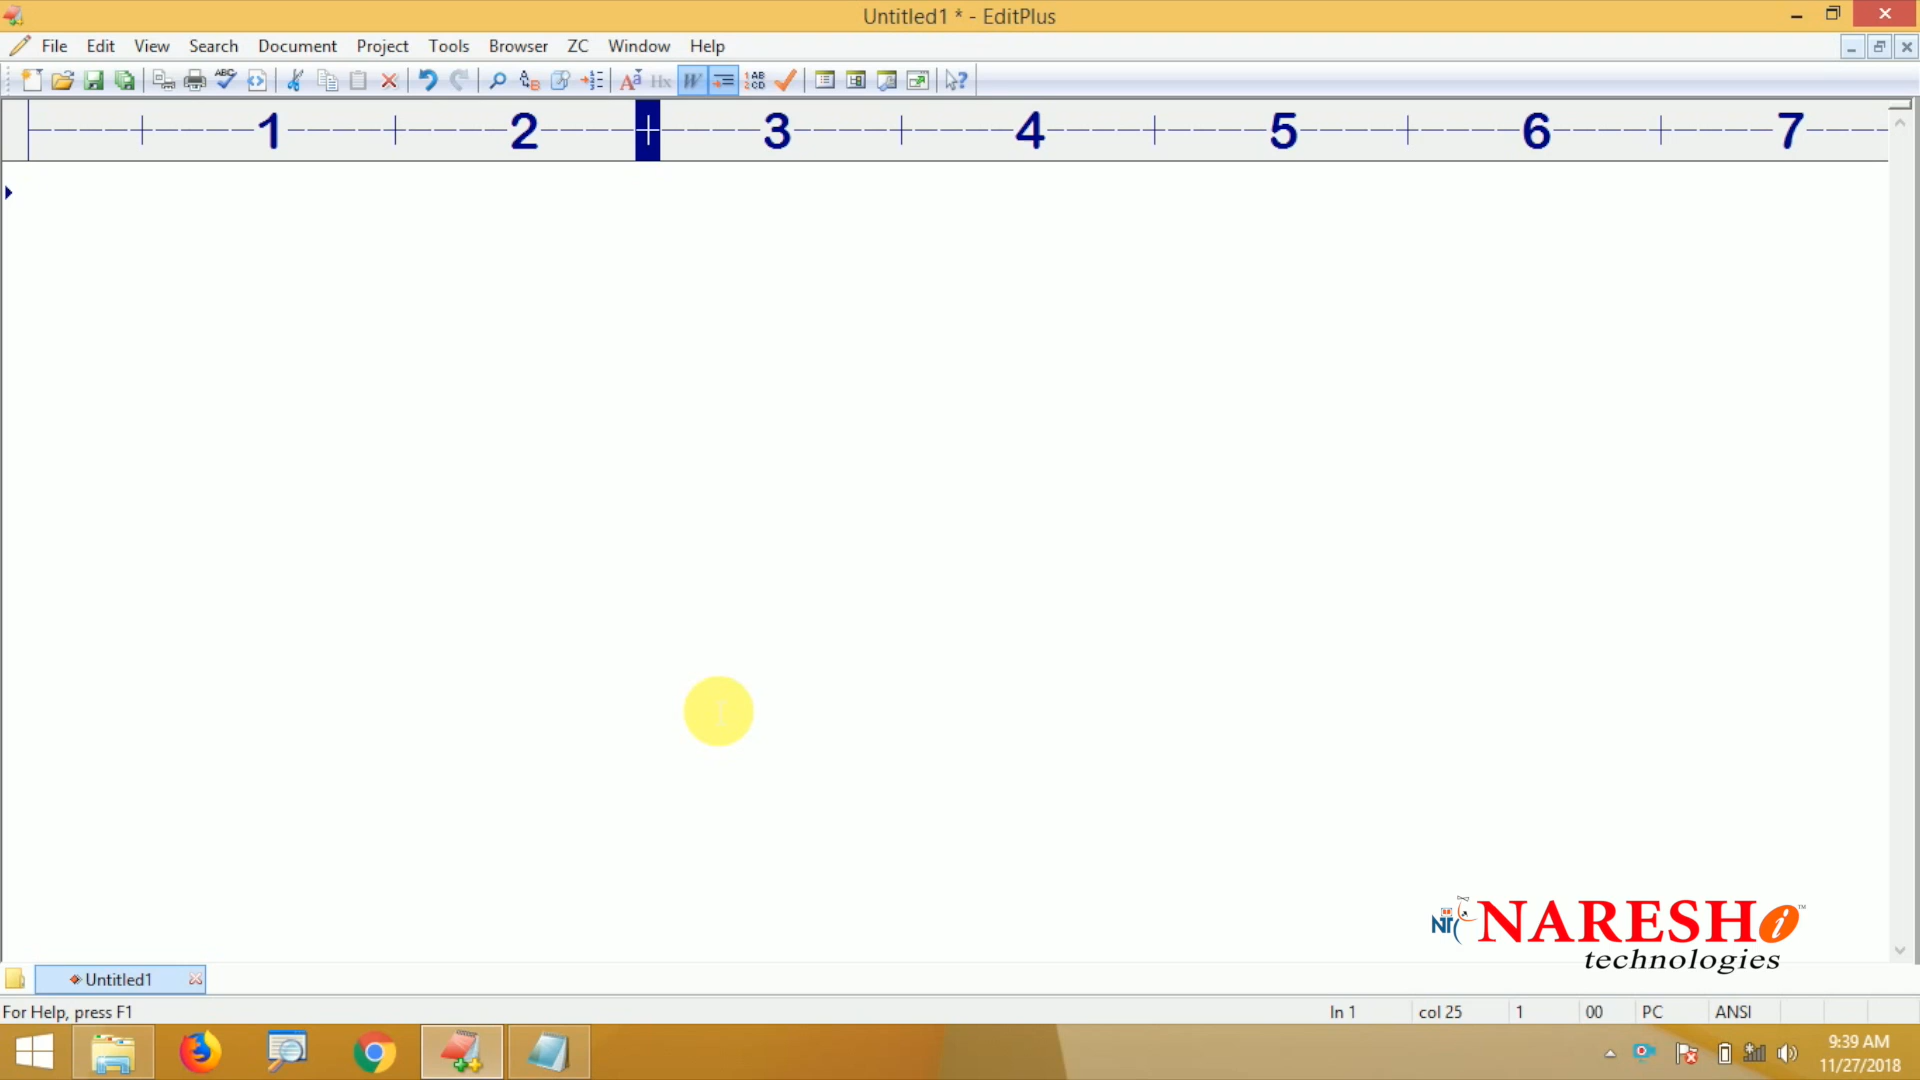 Untitled1 * - EditPlus
File Edit View Search Document Project Tools Browser ZC Window Help
1 2 3 4 5 6 7
NARESH i ™
technologies
Untitled1
For Help, press F1 ln 1 col 25 1 00 PC ANSI
9:39 AM
11/27/2018